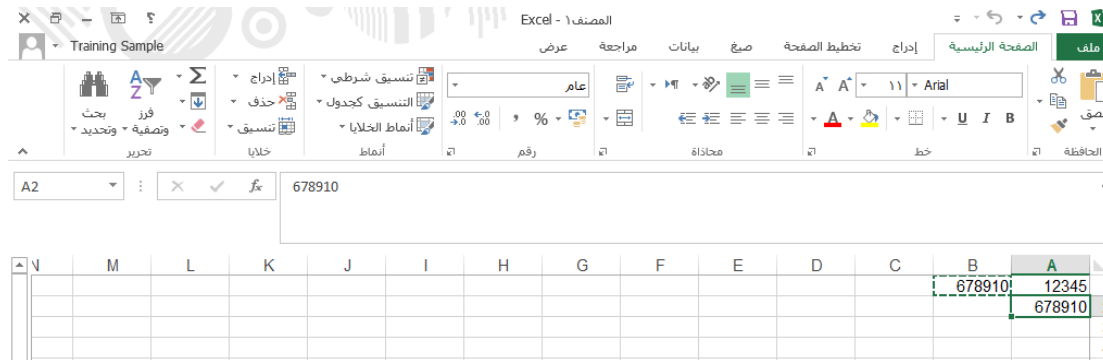 المصنف١ - Excel
Training Sample
ملف الصفحة الرئيسية إدراج تخطيط الصفحة صيغ بيانات مراجعة عرض
Arial ١١ A A عام تنسيق شرطي إدراج Σ
B I U A التنسيق كجدول حذف
% , أنماط الخلايا تنسيق
فرز وتصفية بحث وتحديد
الحافظة خط محاذاة رقم أنماط خلايا تحرير
A2 fx 678910
A B C D E F G H I J K L M N
12345 678910
678910